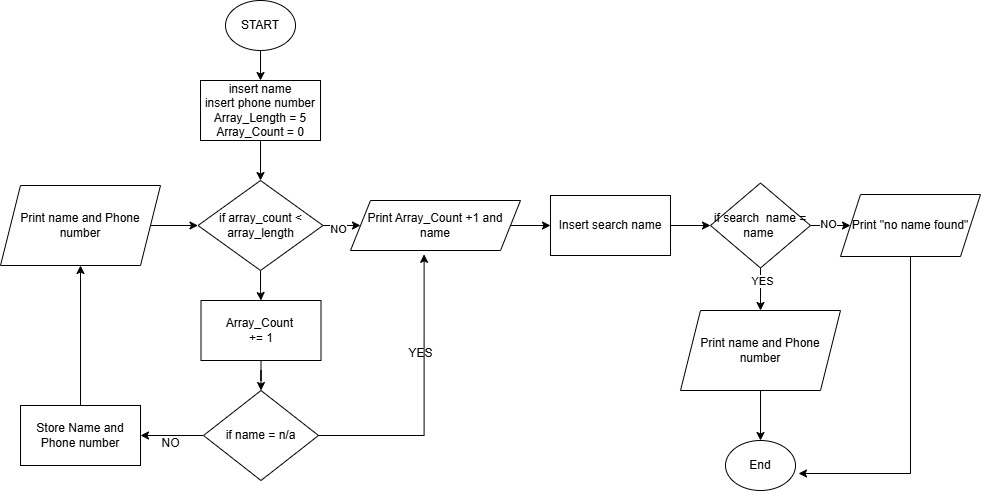 START
insert name
insert phone number
Array_Length = 5
Array_Count = 0
Print name and Phone
number
if array_count <
array_length
NO
Print Array_Count +1 and
name
Insert search name
if search  name =
name
NO
Print "no name found"
YES
Array_Count
+= 1
Print name and Phone
number
YES
Store Name and
Phone number
NO
if name = n/a
End